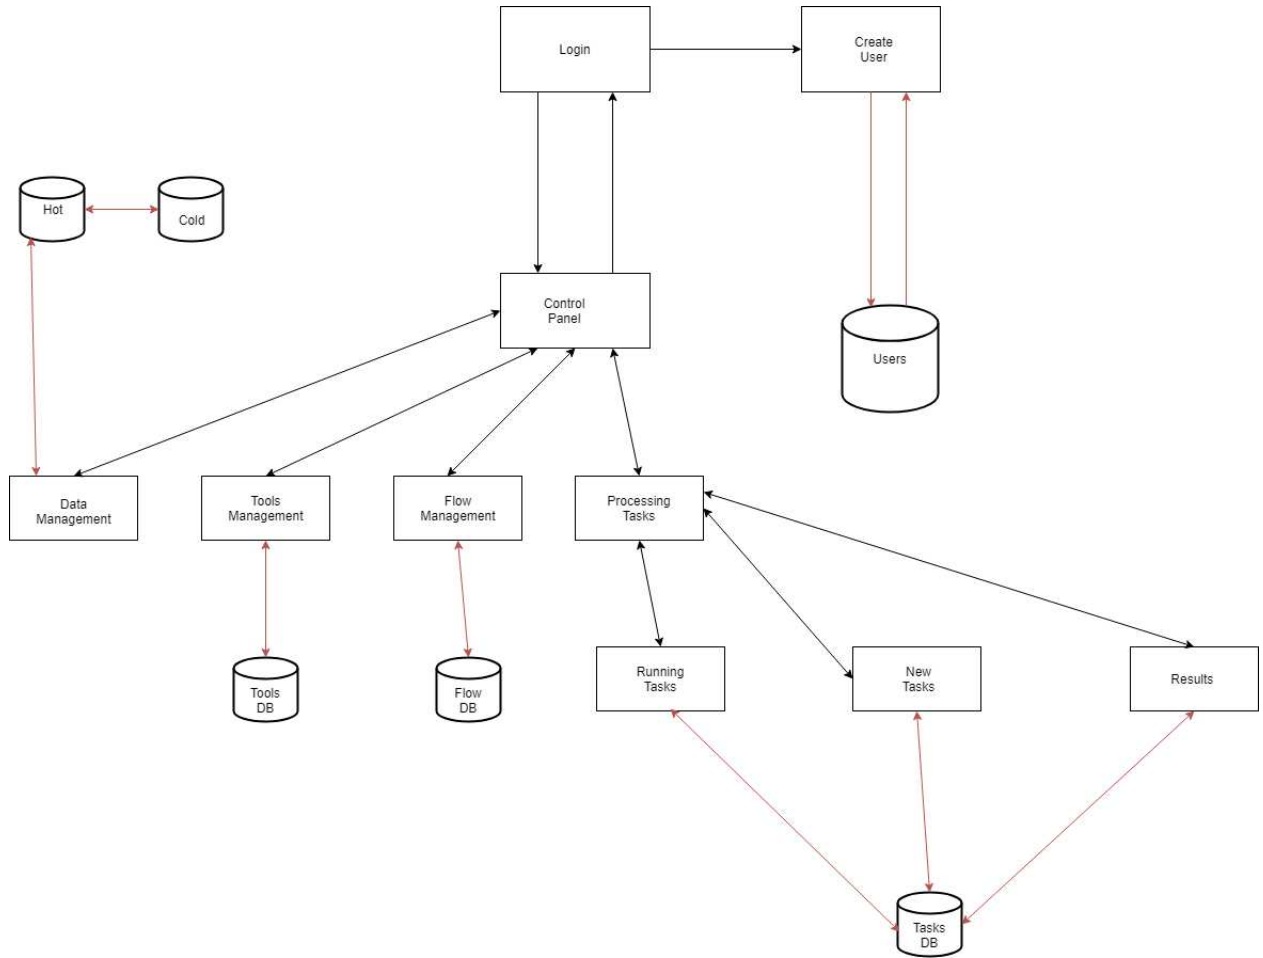 Login
Create
User
Hot
Cold
Control
Panel
Users
Data
Management
Tools
Management
Flow
Management
Processing
Tasks
Running
Tasks
New
Tasks
Results
Tools
DB
Flow
DB
Tasks
DB